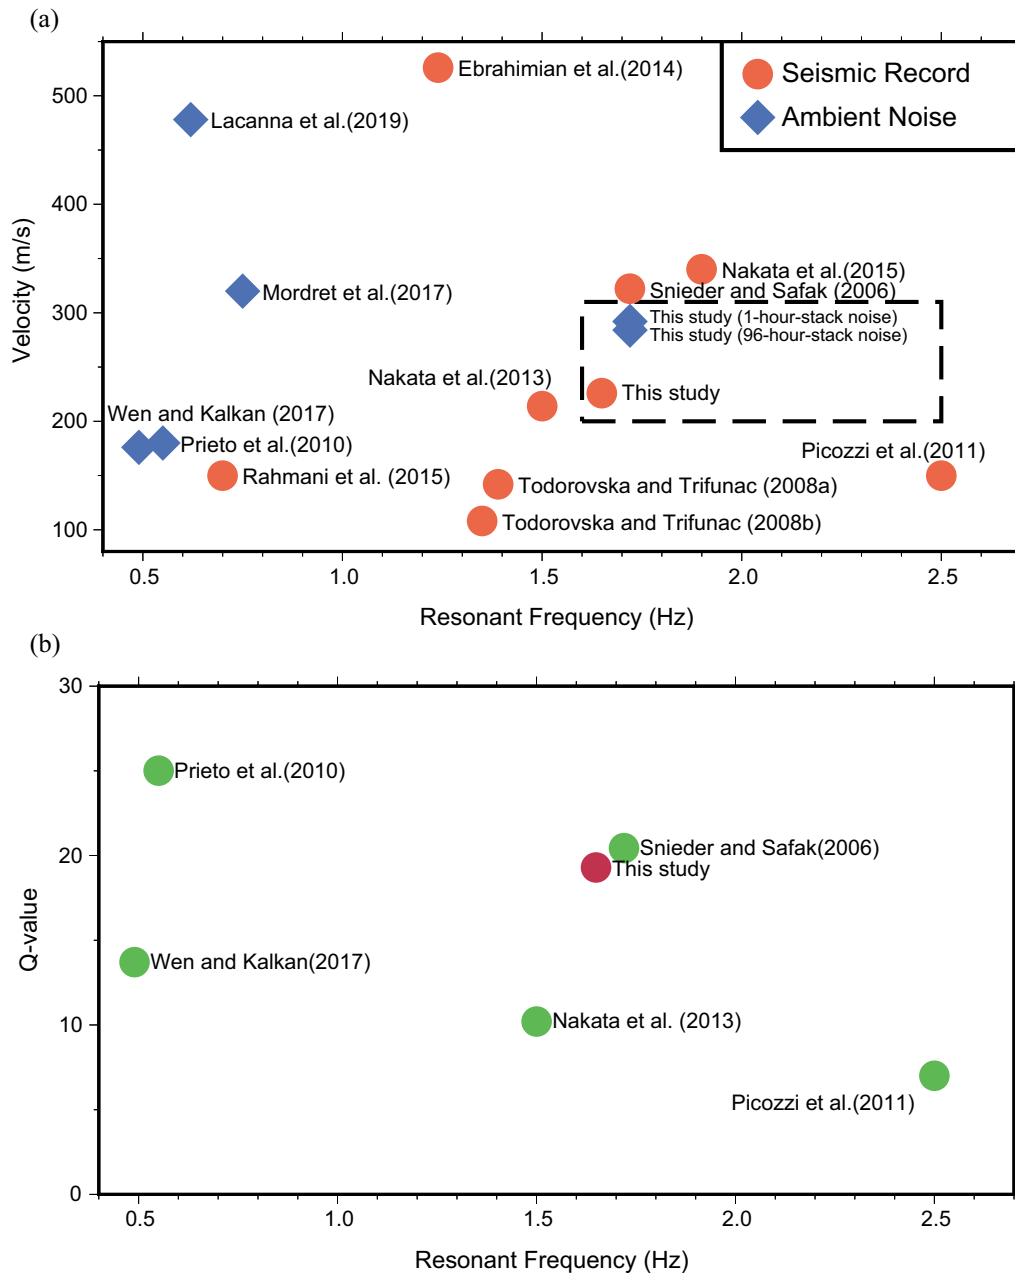 (a)
Velocity (m/s)
500
400
300
200
100
Seismic Record
Ambient Noise
Ebrahimian et al.(2014)
Lacanna et al.(2019)
Nakata et al.(2015)
Snieder and Safak (2006)
Mordret et al.(2017)
This study (1-hour-stack noise)
This study (96-hour-stack noise)
Nakata et al.(2013)
This study
Wen and Kalkan (2017)
Prieto et al.(2010)
Picozzi et al.(2011)
Rahmani et al. (2015)
Todorovska and Trifunac (2008a)
Todorovska and Trifunac (2008b)
0.5
1.0
1.5
2.0
2.5
Resonant Frequency (Hz)
(b)
Q-value
30
20
10
0
Prieto et al.(2010)
Snieder and Safak(2006)
This study
Wen and Kalkan(2017)
Nakata et al. (2013)
Picozzi et al.(2011)
0.5
1.0
1.5
2.0
2.5
Resonant Frequency (Hz)